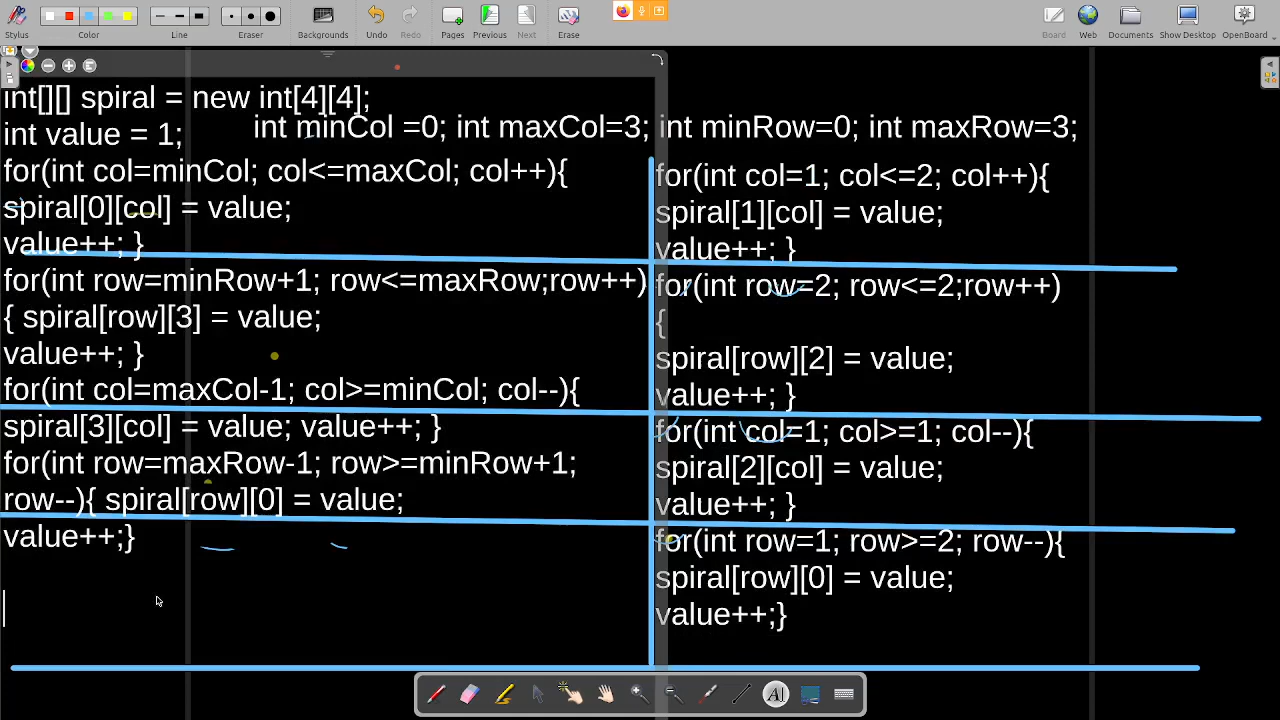 Stylus
Color
Line
Eraser
Backgrounds
Undo
Redo
Pages
Previous
Next
Erase
Board
Web
Documents
Show Desktop
OpenBoard
int[][] spiral = new int[4][4];
int value = 1;
int minCol =0; int maxCol=3; int minRow=0; int maxRow=3;
for(int col=minCol; col<=maxCol; col++){
spiral[0][col] = value;
value++; }
for(int row=minRow+1; row<=maxRow;row++)
{ spiral[row][3] = value;
value++; }
for(int col=maxCol-1; col>=minCol; col--){
spiral[3][col] = value; value++; }
for(int row=maxRow-1; row>=minRow+1;
row--){ spiral[row][0] = value;
value++;}
for(int col=1; col<=2; col++){
spiral[1][col] = value;
value++; }
for(int row=2; row<=2;row++)
{
spiral[row][2] = value;
value++; }
for(int col=1; col>=1; col--){
spiral[2][col] = value;
value++; }
for(int row=1; row>=2; row--){
spiral[row][0] = value;
value++;}